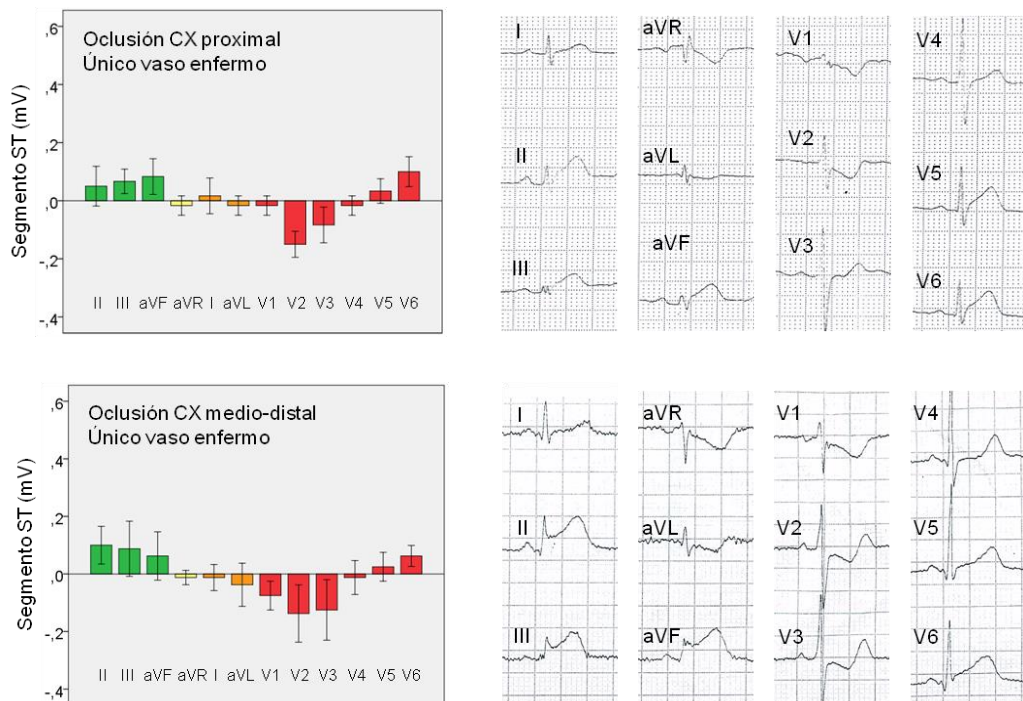 ,6
,4
,2
,0
-,2
-,4
Segmento ST (mV)
Oclusión CX proximal
Único vaso enfermo
II III aVF aVR I aVL V1 V2 V3 V4 V5 V6
I
aVR
V1
V4
II
aVL
V2
V5
III
aVF
V3
V6
,6
,4
,2
,0
-,2
-,4
Segmento ST (mV)
Oclusión CX medio-distal
Único vaso enfermo
II III aVF aVR I aVL V1 V2 V3 V4 V5 V6
I
aVR
V1
V4
II
aVL
V2
V5
III
aVF
V3
V6